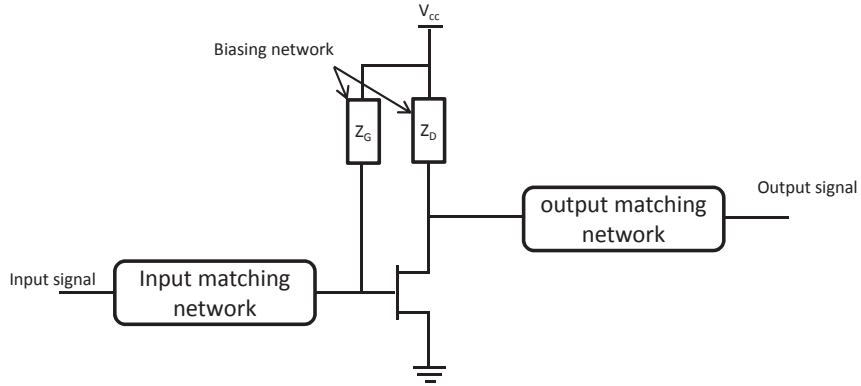 Vcc
Biasing network
ZG
ZD
Output signal
output matching
network
Input signal
Input matching
network